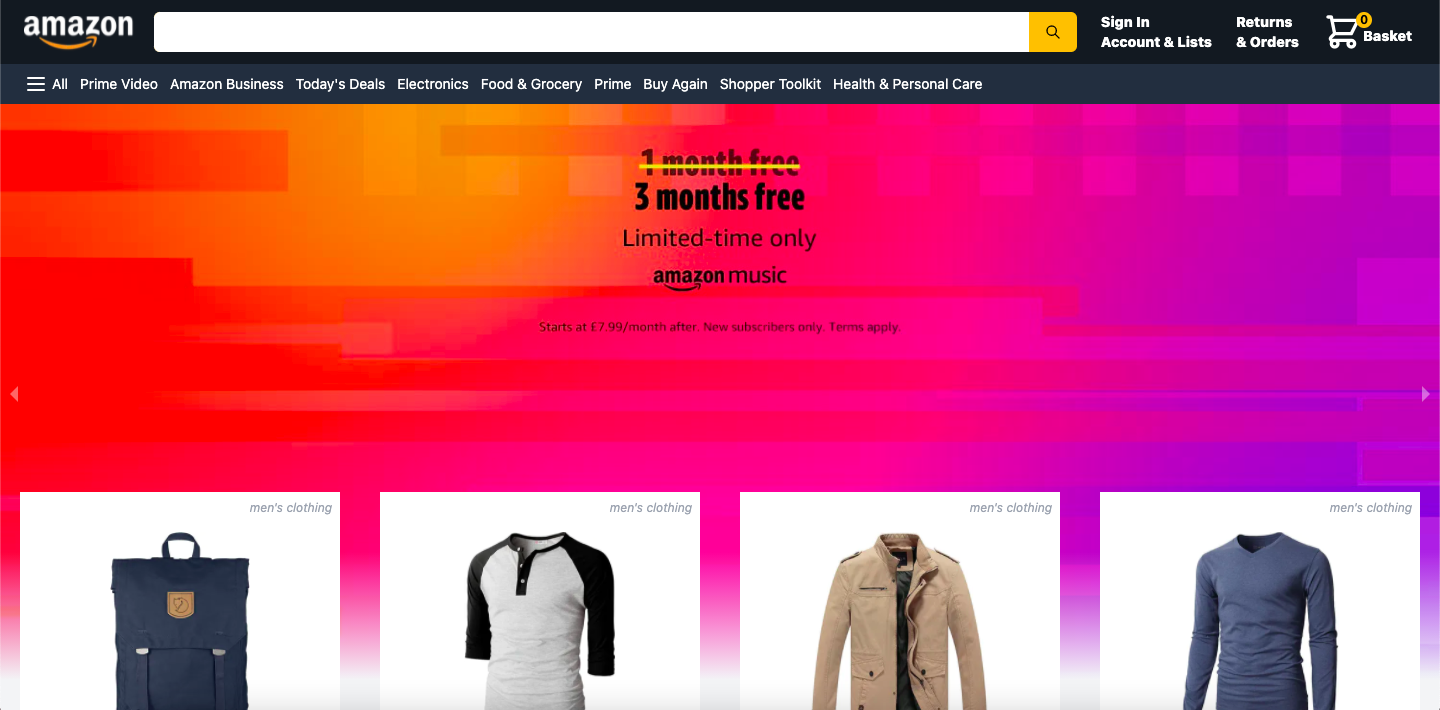 amazon
Sign In
Account & Lists
Returns
& Orders
0
Basket
All Prime Video Amazon Business Today's Deals Electronics Food & Grocery Prime Buy Again Shopper Toolkit Health & Personal Care
1 month free
3 months free
Limited-time only
amazon music
Starts at £7.99/month after. New subscribers only. Terms apply.
men's clothing
men's clothing
men's clothing
men's clothing